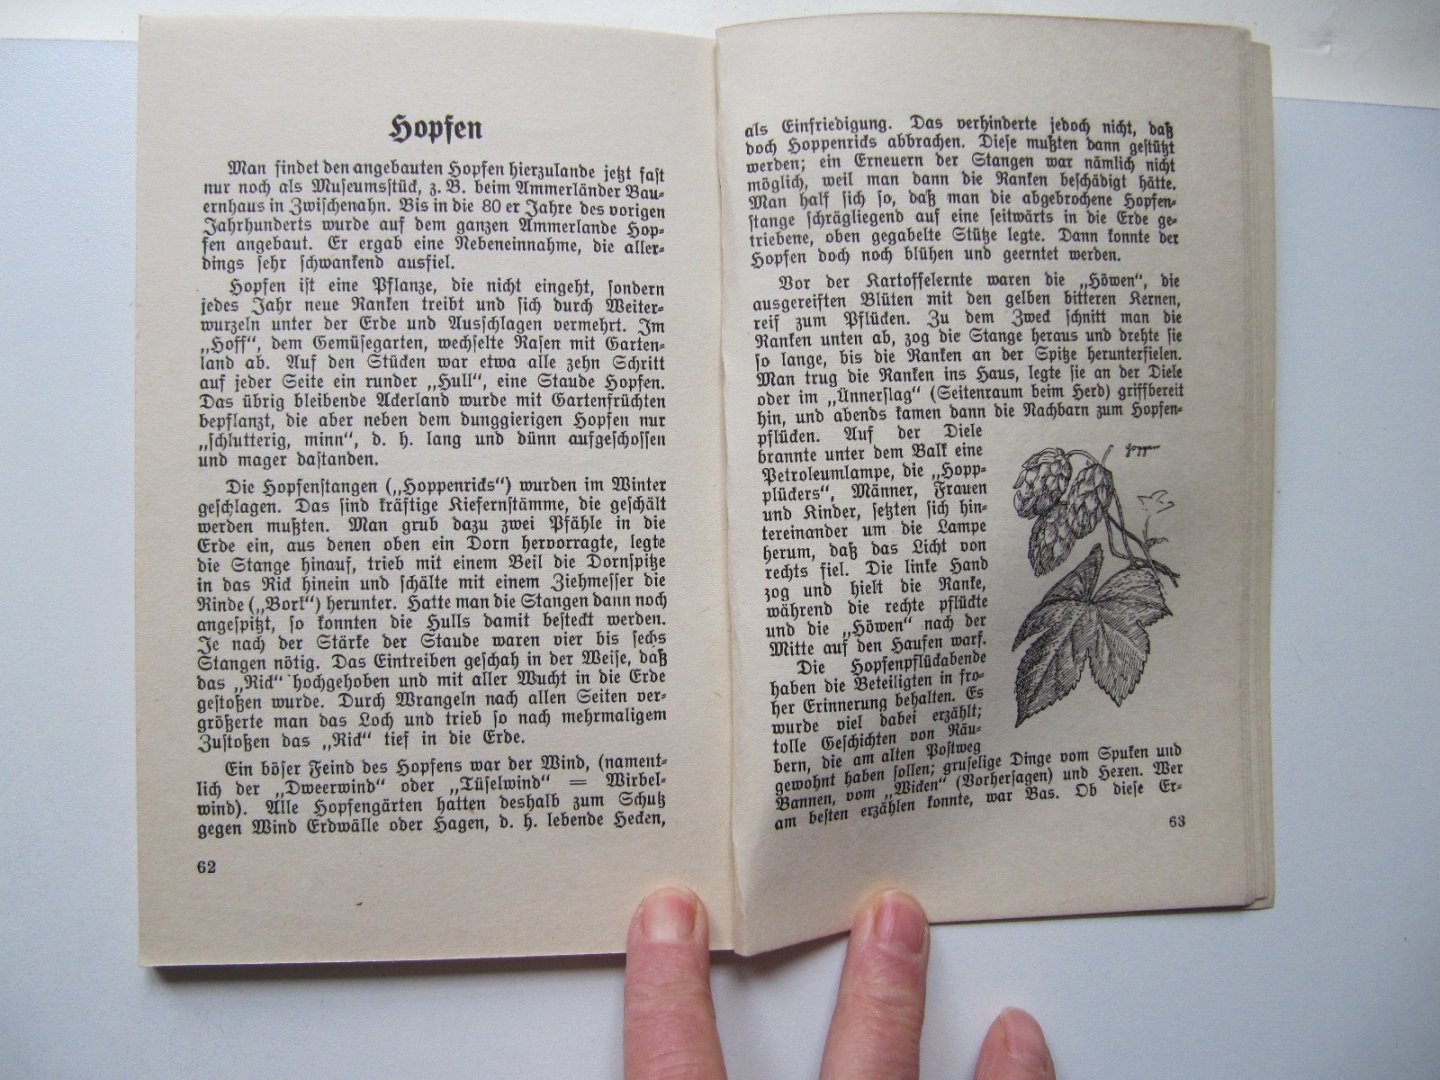 Hopfen
Man findet den angebauten Hopfen hierzulande jetzt fast
nur noch als Museumsstück, z. B. beim Ammerländer Bau-
ernhaus in Zwischenahn. Bis in die 80 er Jahre des vorigen
Jahrhunderts wurde auf dem ganzen Ammerlande Hop-
fen angebaut. Er ergab eine Nebeneinnahme, die aller-
dings sehr schwankend ausfiel.
Hopfen ist eine Pflanze, die nicht eingeht, sondern
jedes Jahr neue Ranken treibt und sich durch Weiter-
wurzeln unter der Erde und Ausschlagen vermehrt. Im
„Hoff“, dem Gemüsegarten, wechselte Rasen mit Garten-
land ab. Auf den Stücken war etwa alle zehn Schritt
auf jeder Seite ein runder „Hull“, eine Staude Hopfen.
Das übrig bleibende Ackerland wurde mit Gartenfrüchten
bepflanzt, die aber neben dem dunggierigen Hopfen nur
„schlutterig, minn“, d. h. lang und dünn aufgeschossen
und mager dastanden.
Die Hopfenstangen („Hoppenricks“) wurden im Winter
geschlagen. Das sind kräftige Kiefernstämme, die geschält
werden mußten. Man grub dazu zwei Pfähle in die
Erde ein, aus denen oben ein Dorn hervorragte, legte
die Stange hinauf, trieb mit einem Beil die Dornspitze
in das Rick hinein und schälte mit einem Ziehmesser die
Rinde („Bork“) herunter. Hatte man die Stangen dann noch
angespitzt, so konnten die Hulls damit besteckt werden.
Je nach der Stärke der Staude waren vier bis sechs
Stangen nötig. Das Eintreiben geschah in der Weise, daß
das „Rick“ hochgehoben und mit aller Wucht in die Erde
gestoßen wurde. Durch Wrangeln nach allen Seiten ver-
größerte man das Loch und trieb so nach mehrmaligem
Zustoßen das „Rick“ tief in die Erde.
Ein böser Feind des Hopfens war der Wind, (nament-
lich der „Dweerwind“ oder „Tüselwind“ = Wirbel-
wind). Alle Hopfengärten hatten deshalb zum Schutz
gegen Wind Erdwälle oder Hagen, d. h. lebende Hecken,
62
als Einfriedigung. Das verhinderte jedoch nicht, daß
doch Hoppenricks abbrachen. Diese mußten dann gestützt
werden; ein Erneuern der Stangen war nämlich nicht
möglich, weil man dann die Ranken beschädigt hätte.
Man half sich so, daß man die abgebrochene Hopfen-
stange schrägliegend auf eine seitwärts in die Erde ge-
triebene, oben gegabelte Stütze legte. Dann konnte der
Hopfen doch noch blühen und geerntet werden.
Vor der Kartoffelernte waren die „Höwen“, die
ausgereiften Blüten mit den gelben bitteren Kernen,
reif zum Pflücken. Zu dem Zweck schnitt man die
Ranken unten ab, zog die Stange heraus und drehte sie
so lange, bis die Ranken an der Spitze herunterfielen.
Man trug die Ranken ins Haus, legte sie an der Diele
oder im „Ünnerslag“ (Seitenraum beim Herd) griffbereit
hin, und abends kamen dann die Nachbarn zum Hopfen-
pflücken. Auf der Diele
brannte unter dem Balk eine
Petroleumlampe, die „Hopp-
plückers“, Männer, Frauen
und Kinder, setzten sich hin-
tereinander um die Lampe
herum, daß das Licht von
rechts fiel. Die linke Hand
zog und hielt die Ranke,
während die rechte pflückte
und die „Höwen“ nach der
Mitte auf den Haufen warf.
Die Hopfenpflückabende
haben die Beteiligten in fro-
her Erinnerung behalten. Es
wurde viel dabei erzählt;
tolle Geschichten von Räu-
bern, die am alten Postweg
gewohnt haben sollen; gruselige Dinge vom Spuken und
Bannen, vom „Wicken“ (Vorhersagen) und Hexen. Wer
am besten erzählen konnte, war Bas. Ob diese Er-
63